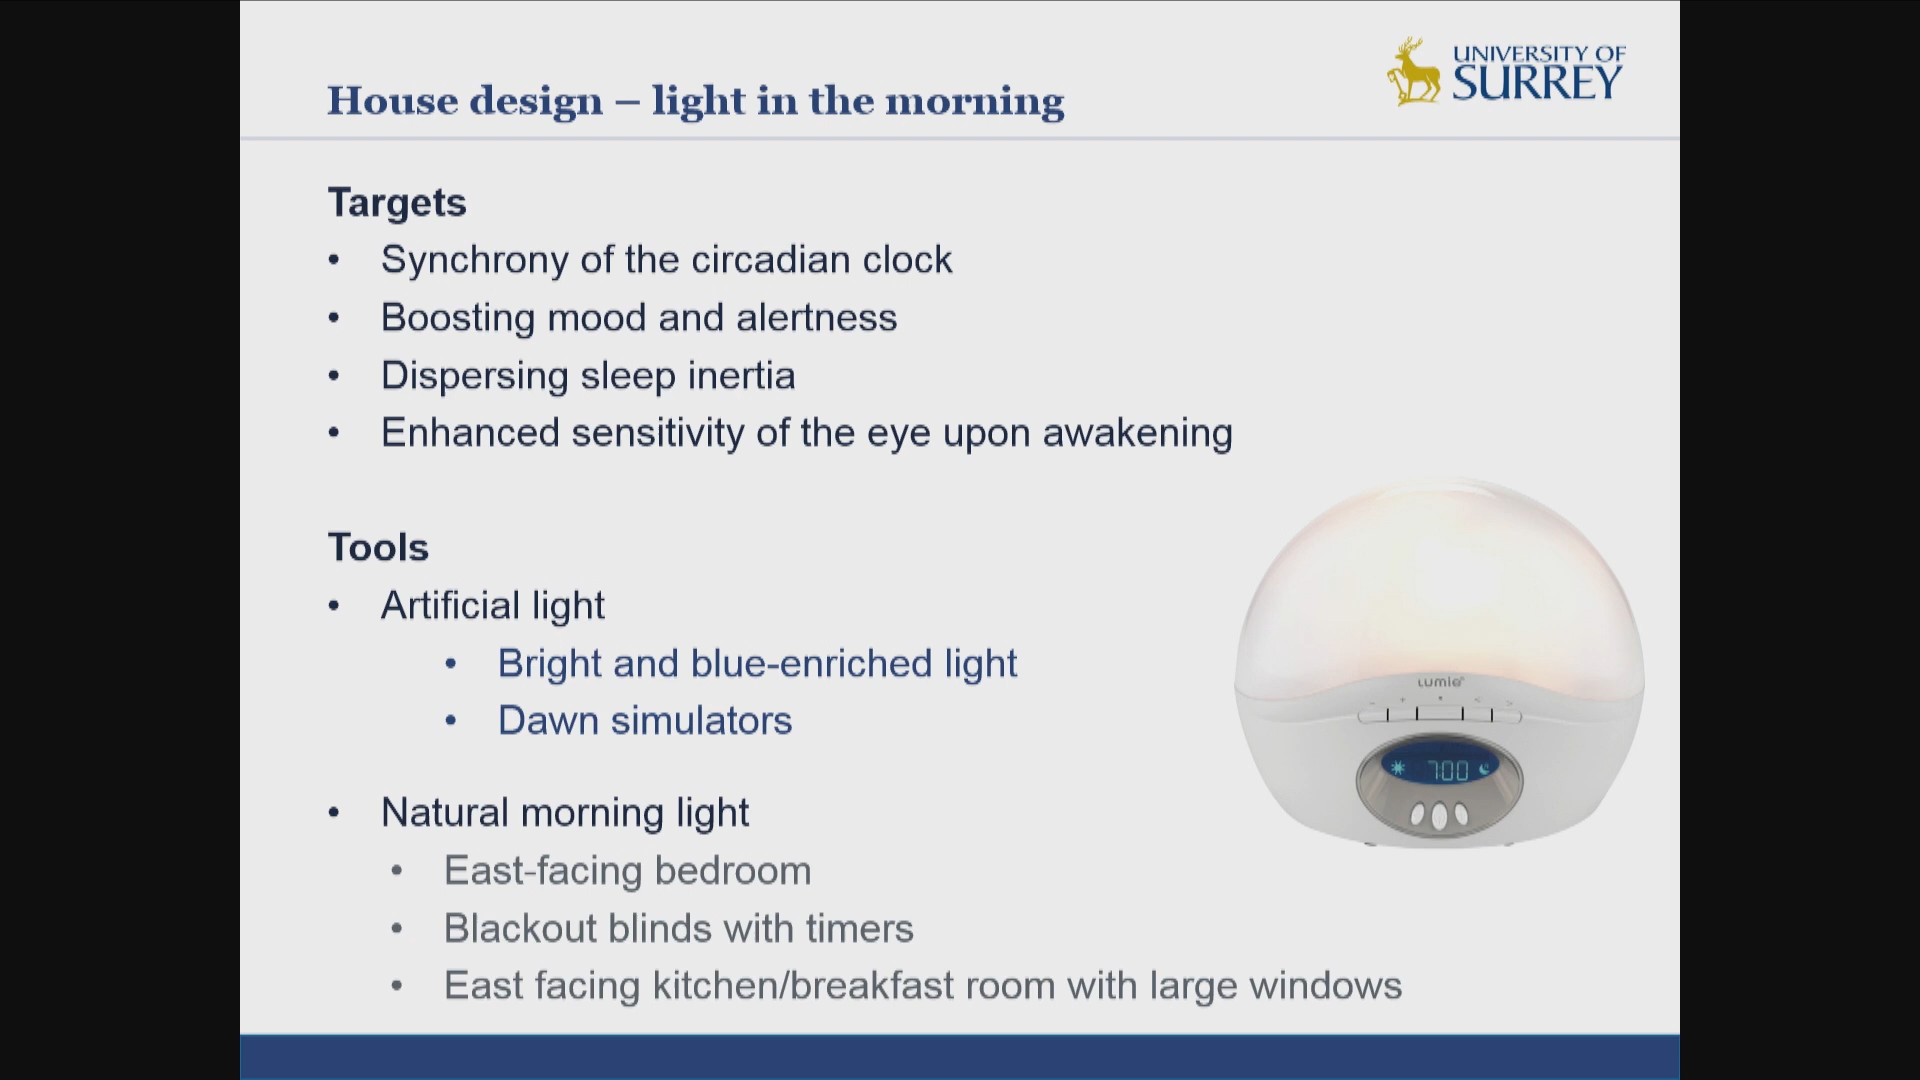 UNIVERSITY OF
SURREY
House design – light in the morning
Targets
• Synchrony of the circadian clock
• Boosting mood and alertness
• Dispersing sleep inertia
• Enhanced sensitivity of the eye upon awakening
Tools
• Artificial light
• Bright and blue-enriched light
• Dawn simulators
• Natural morning light
• East-facing bedroom
• Blackout blinds with timers
• East facing kitchen/breakfast room with large windows
Lumie
7:00